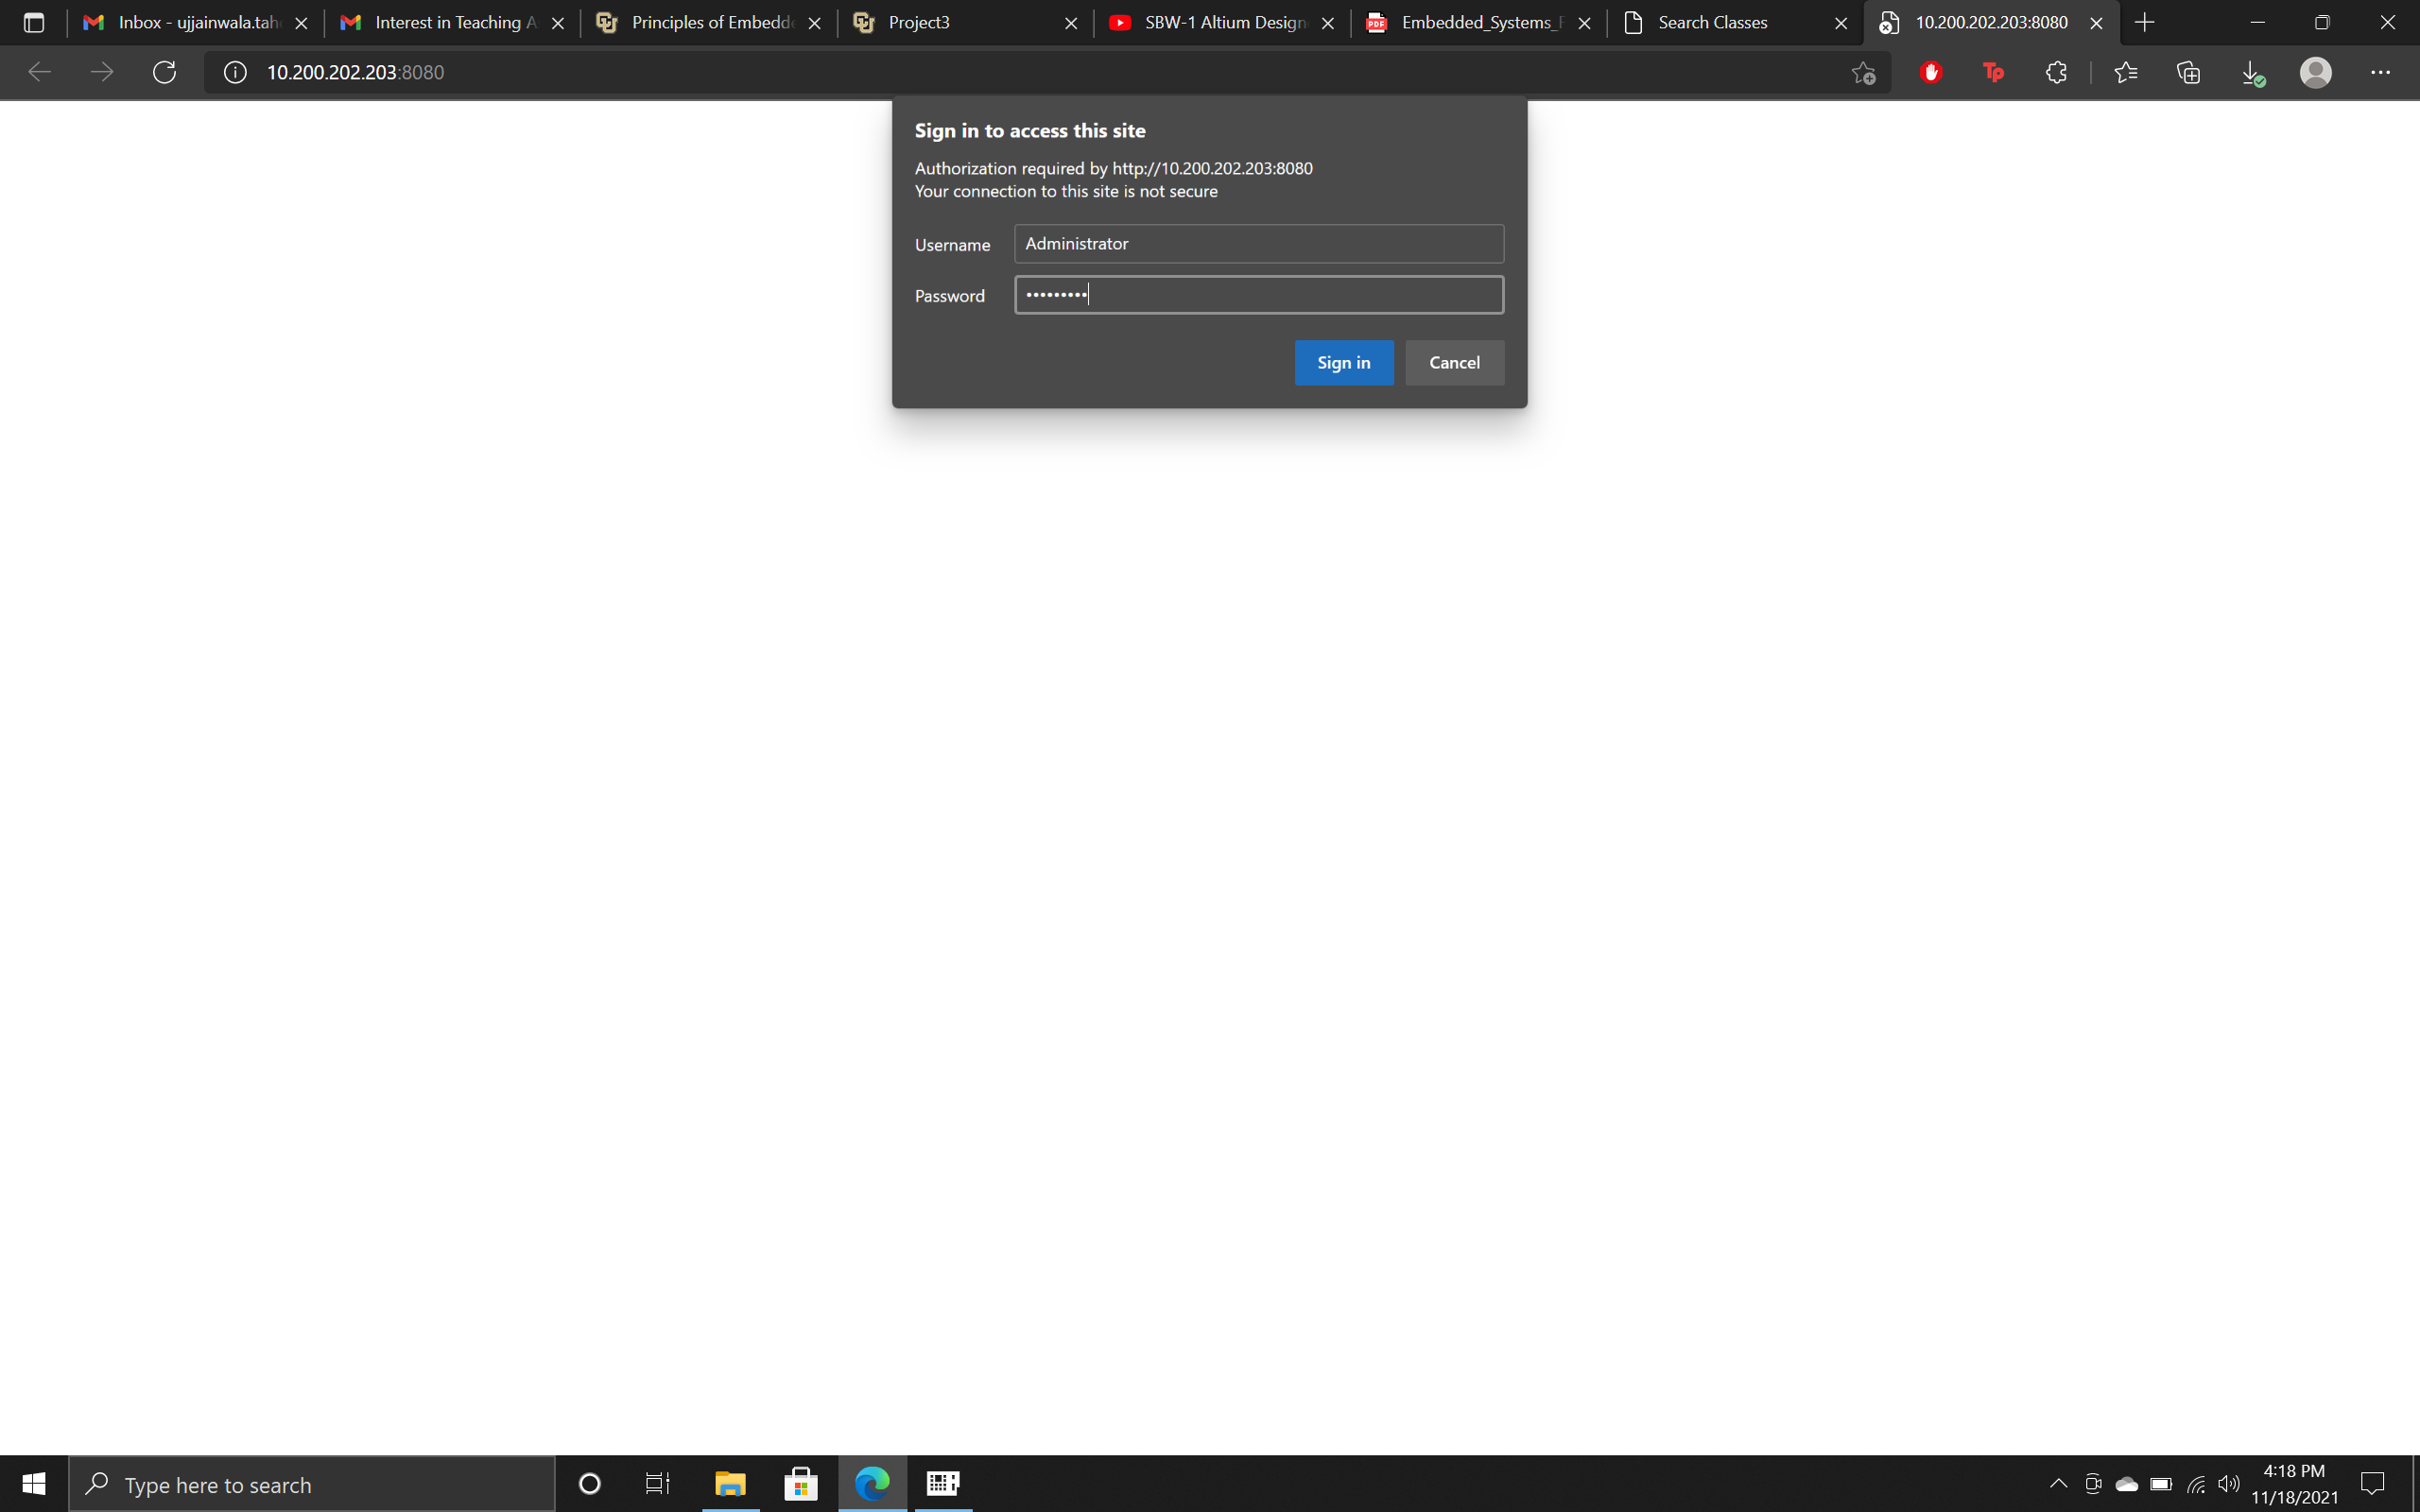 Inbox - ujjainwala.tah
Interest in Teaching A
Principles of Embedd
Project3
SBW-1 Altium Design
PDF
Embedded_Systems_
Search Classes
10.200.202.203:8080
Tp
10.200.202.203:8080
Sign in to access this site
Authorization required by http://10.200.202.203:8080
Your connection to this site is not secure
Username
Administrator
Password
•••••••••
Sign in
Cancel
Type here to search
4:18 PM
11/18/2021